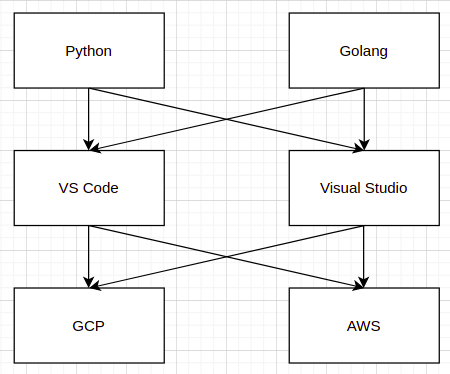 Python
Golang
VS Code
Visual Studio
GCP
AWS